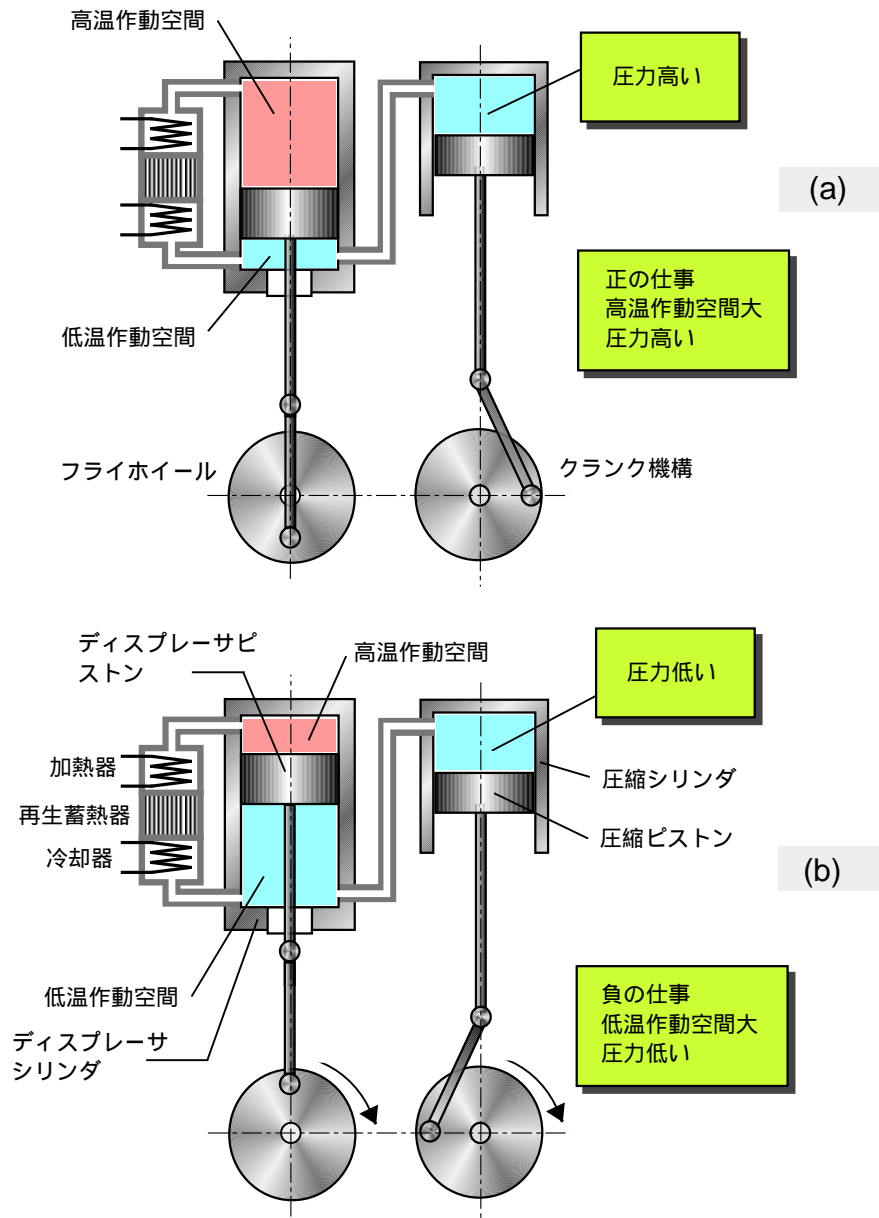 高温作動空間
圧力高い
(a)
正の仕事
高温作動空間大
圧力高い
低温作動空間
フライホイール
クランク機構
ディスプレーサピ
ストン
高温作動空間
圧力低い
加熱器
再生蓄熱器
冷却器
圧縮シリンダ
圧縮ピストン
(b)
低温作動空間
ディスプレーサ
シリンダ
負の仕事
低温作動空間大
圧力低い